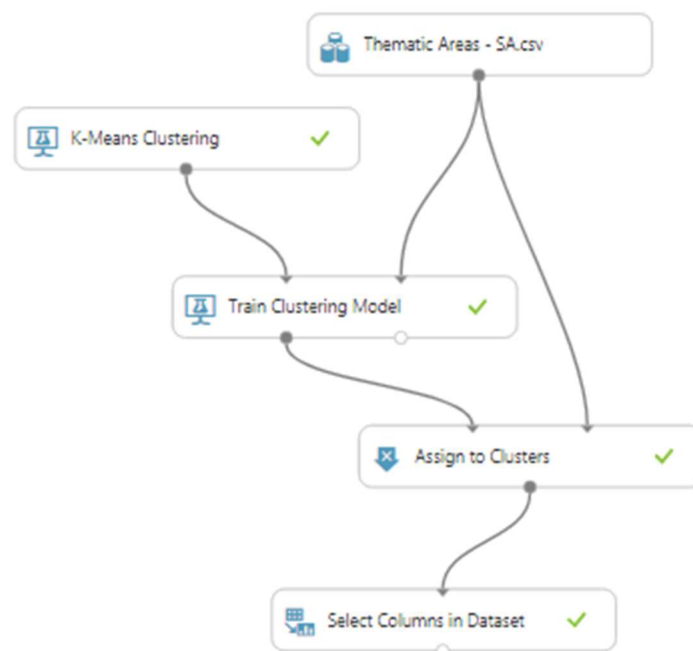 Thematic Areas - SA.csv
K-Means Clustering
Train Clustering Model
Assign to Clusters
Select Columns in Dataset